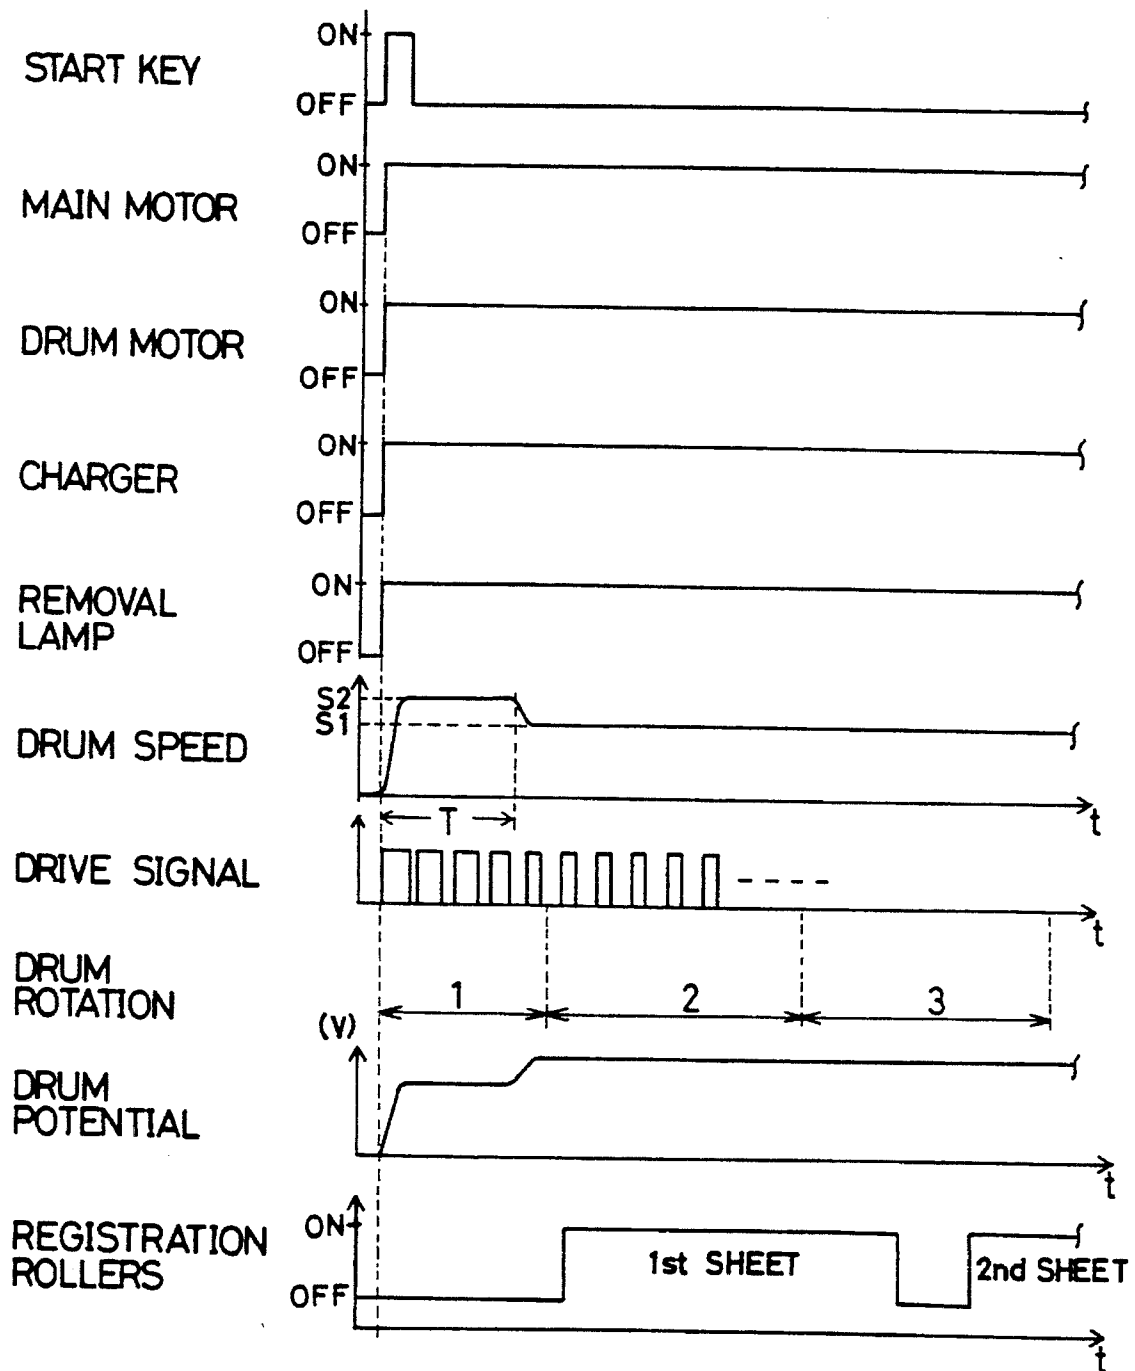 START KEY
ON
OFF
MAIN MOTOR
ON
OFF
DRUM MOTOR
ON
OFF
CHARGER
ON
OFF
REMOVAL
LAMP
ON
OFF
DRUM SPEED
S2
S1
T
t
DRIVE SIGNAL
t
DRUM
ROTATION
1
2
3
(V)
DRUM
POTENTIAL
t
REGISTRATION
ROLLERS
ON
OFF
1st SHEET
2nd SHEET
t